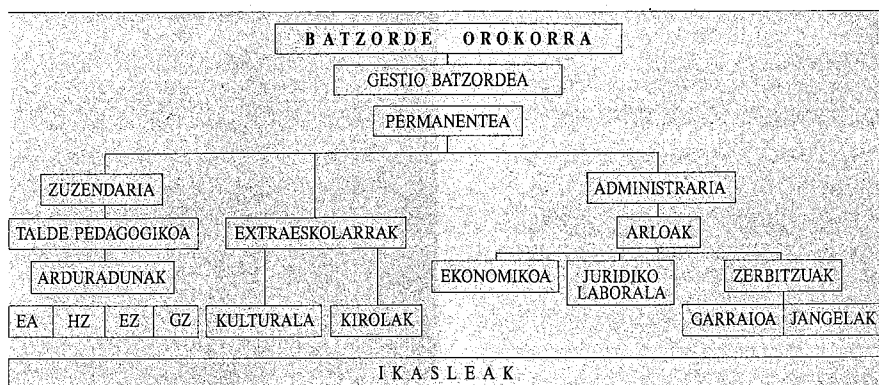 BATZORDE OROKORRA
GESTIO BATZORDEA
PERMANENTEA
ZUZENDARIA
ADMINISTRARIA
TALDE PEDAGOGIKOA
EXTRAESKOLARRAK
ARLOAK
ARDURADUNAK
EKONOMIKOA
JURIDIKO
LABORALA
ZERBITZUAK
EA HZ EZ GZ
KULTURALA
KIROLAK
GARRAIOA
JANGELAK
IKASLEAK